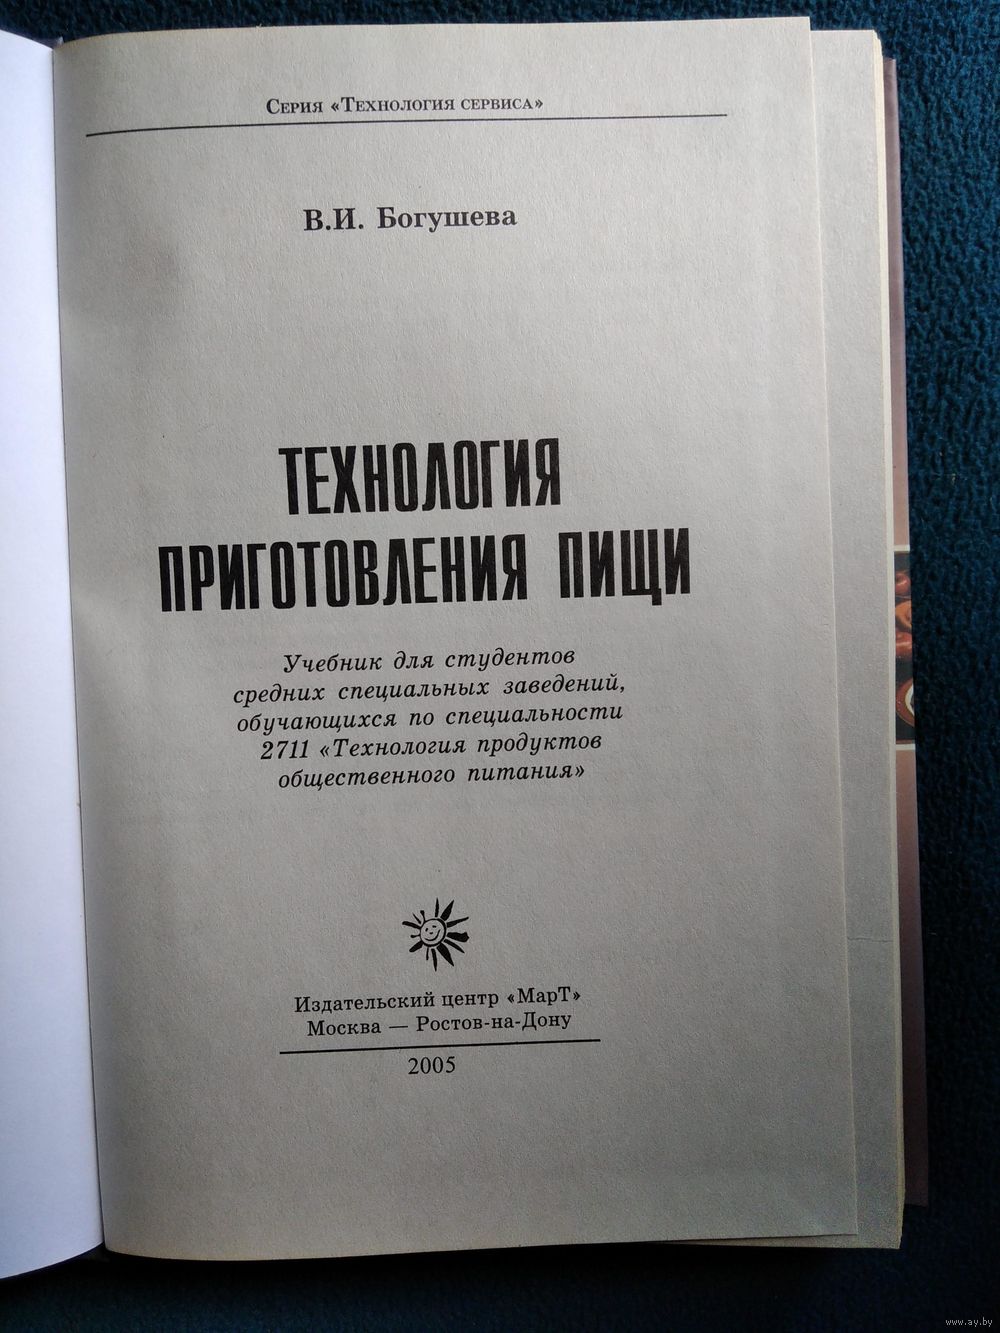 Серия «Технология сервиса»
В.И. Богушева
ТЕХНОЛОГИЯ
ПРИГОТОВЛЕНИЯ ПИЩИ
Учебник для студентов
средних специальных заведений,
обучающихся по специальности
2711 «Технология продуктов
общественного питания»
Издательский центр «МарТ»
Москва — Ростов-на-Дону
2005
www.ay.by